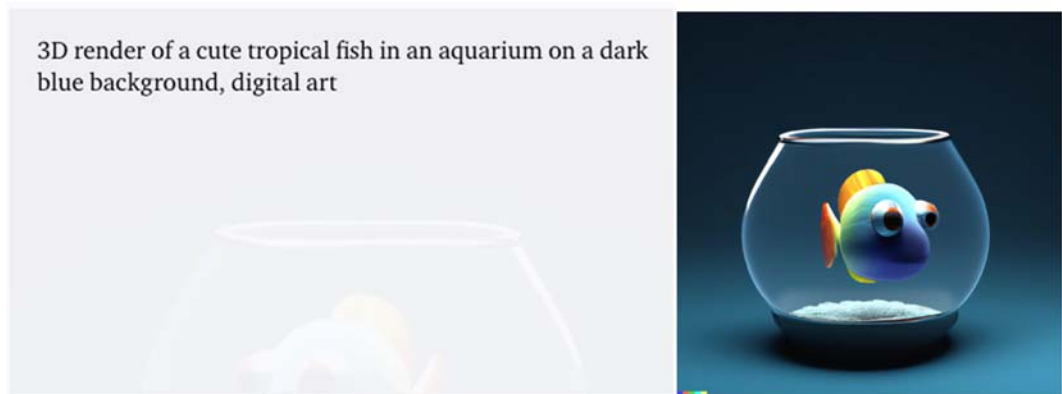 3D render of a cute tropical fish in an aquarium on a dark
blue background, digital art